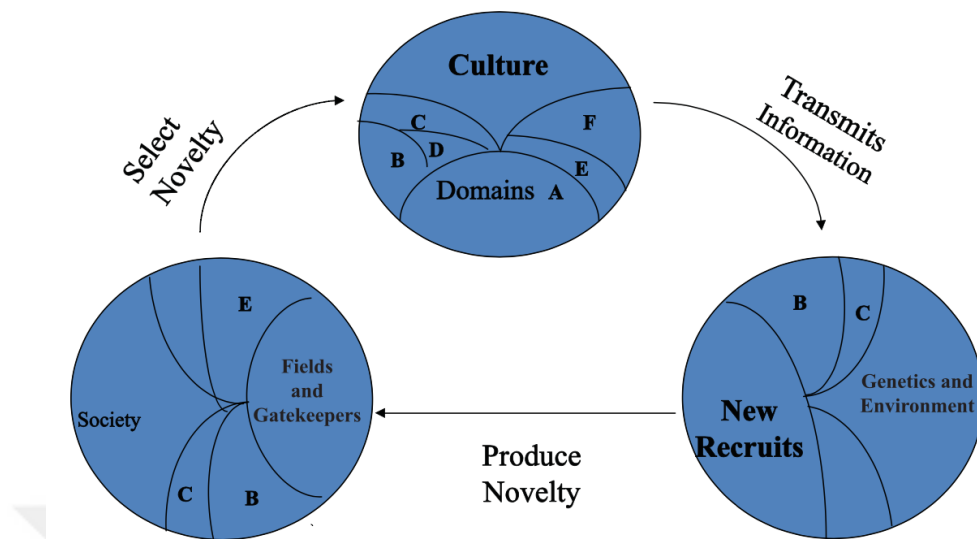 Culture
C
F
B
D
E
Domains A
Select
Novelty
Transmits
Information
E
Fields
and
Gatekeepers
Society
C
B
B
C
Genetics and
Environment
New
Recruits
Produce
Novelty